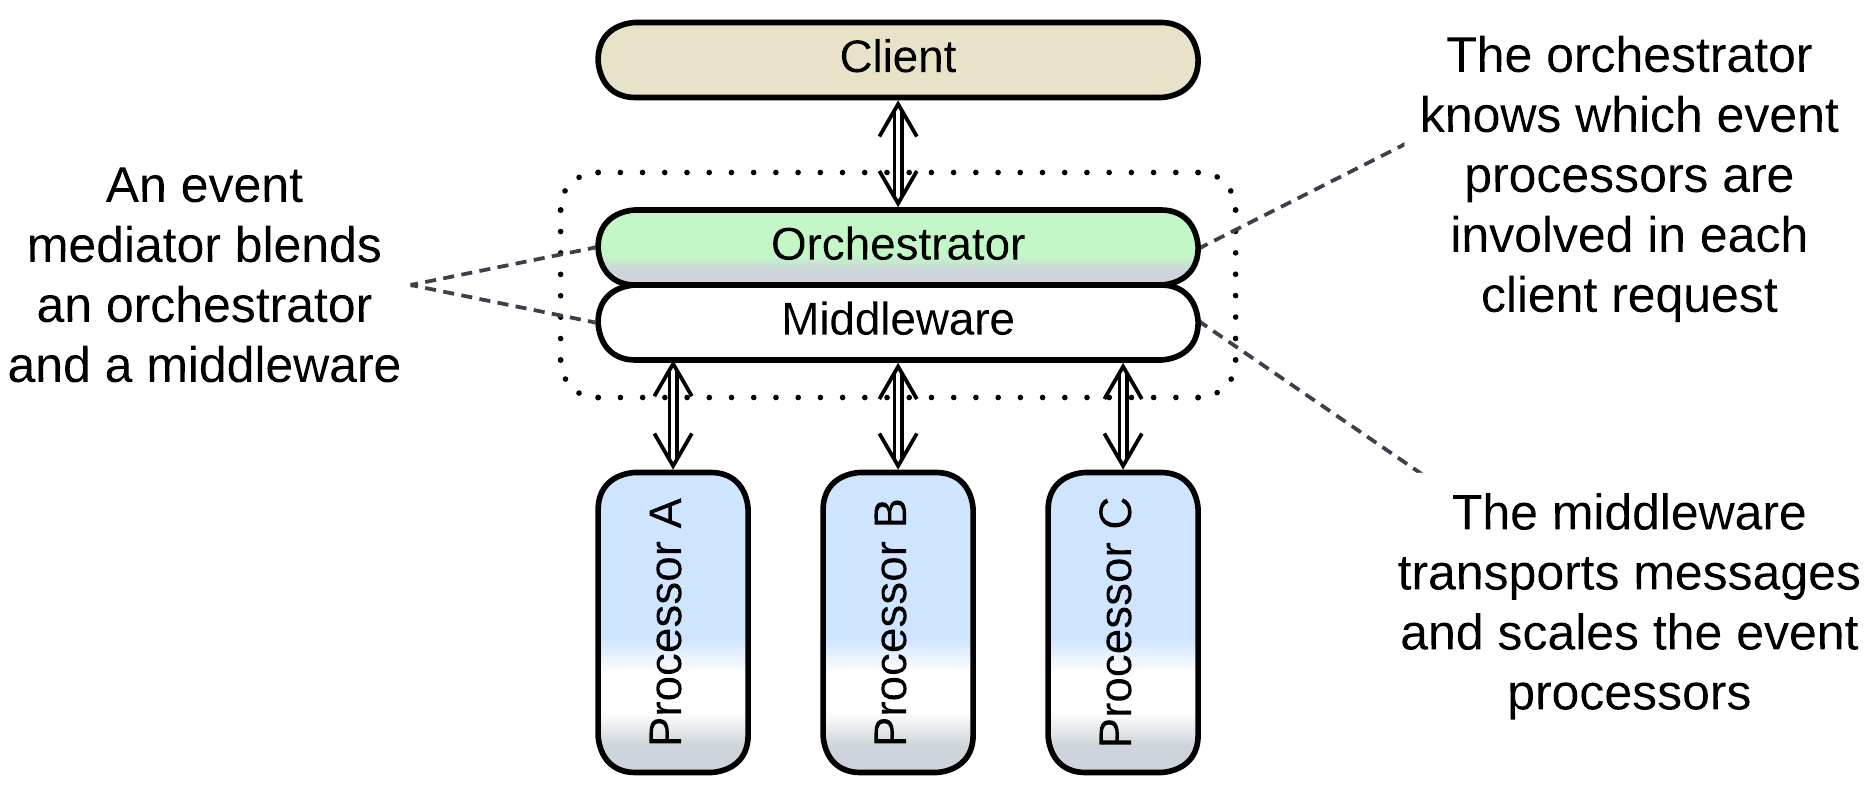 Client
The orchestrator
knows which event
processors are
involved in each
client request
An event
mediator blends
an orchestrator
and a middleware
Orchestrator
Middleware
The middleware
transports messages
and scales the event
processors
Processor A
Processor B
Processor C